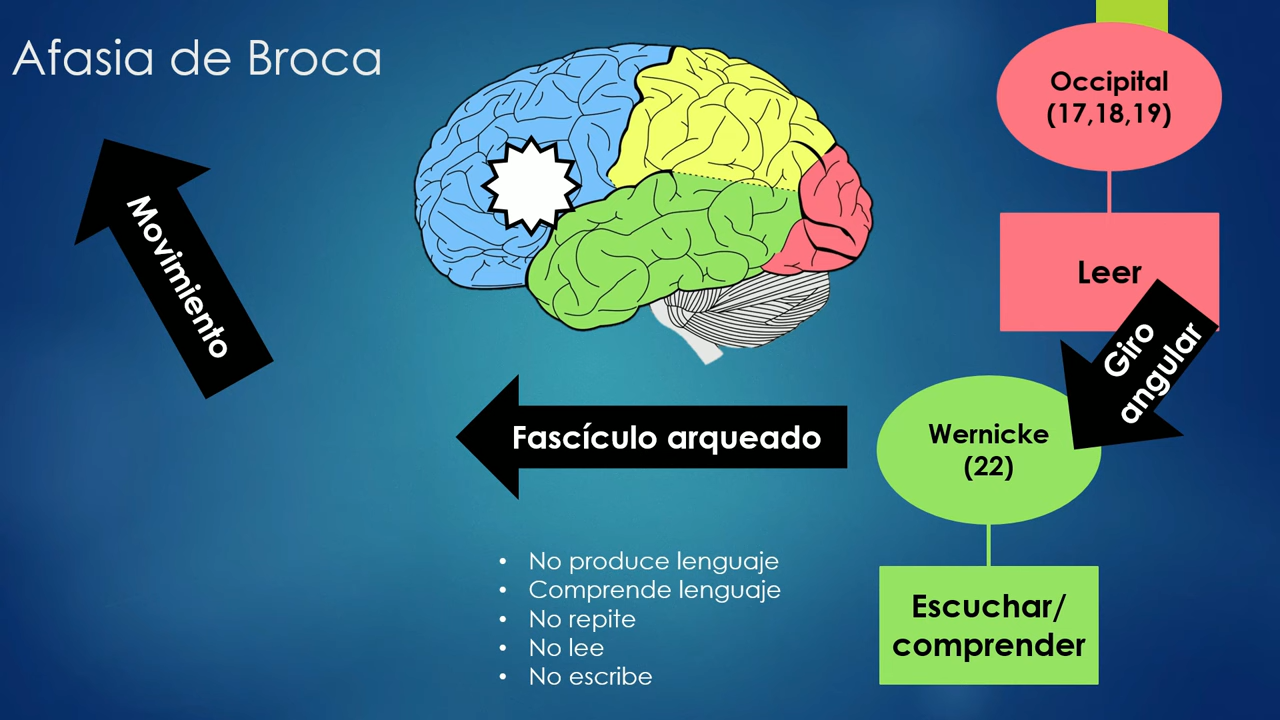 Afasia de Broca
Occipital
(17,18,19)
Leer
Giro
angular
Movimiento
Fascículo arqueado
Wernicke
(22)
Escuchar/
comprender
• No produce lenguaje
• Comprende lenguaje
• No repite
• No lee
• No escribe